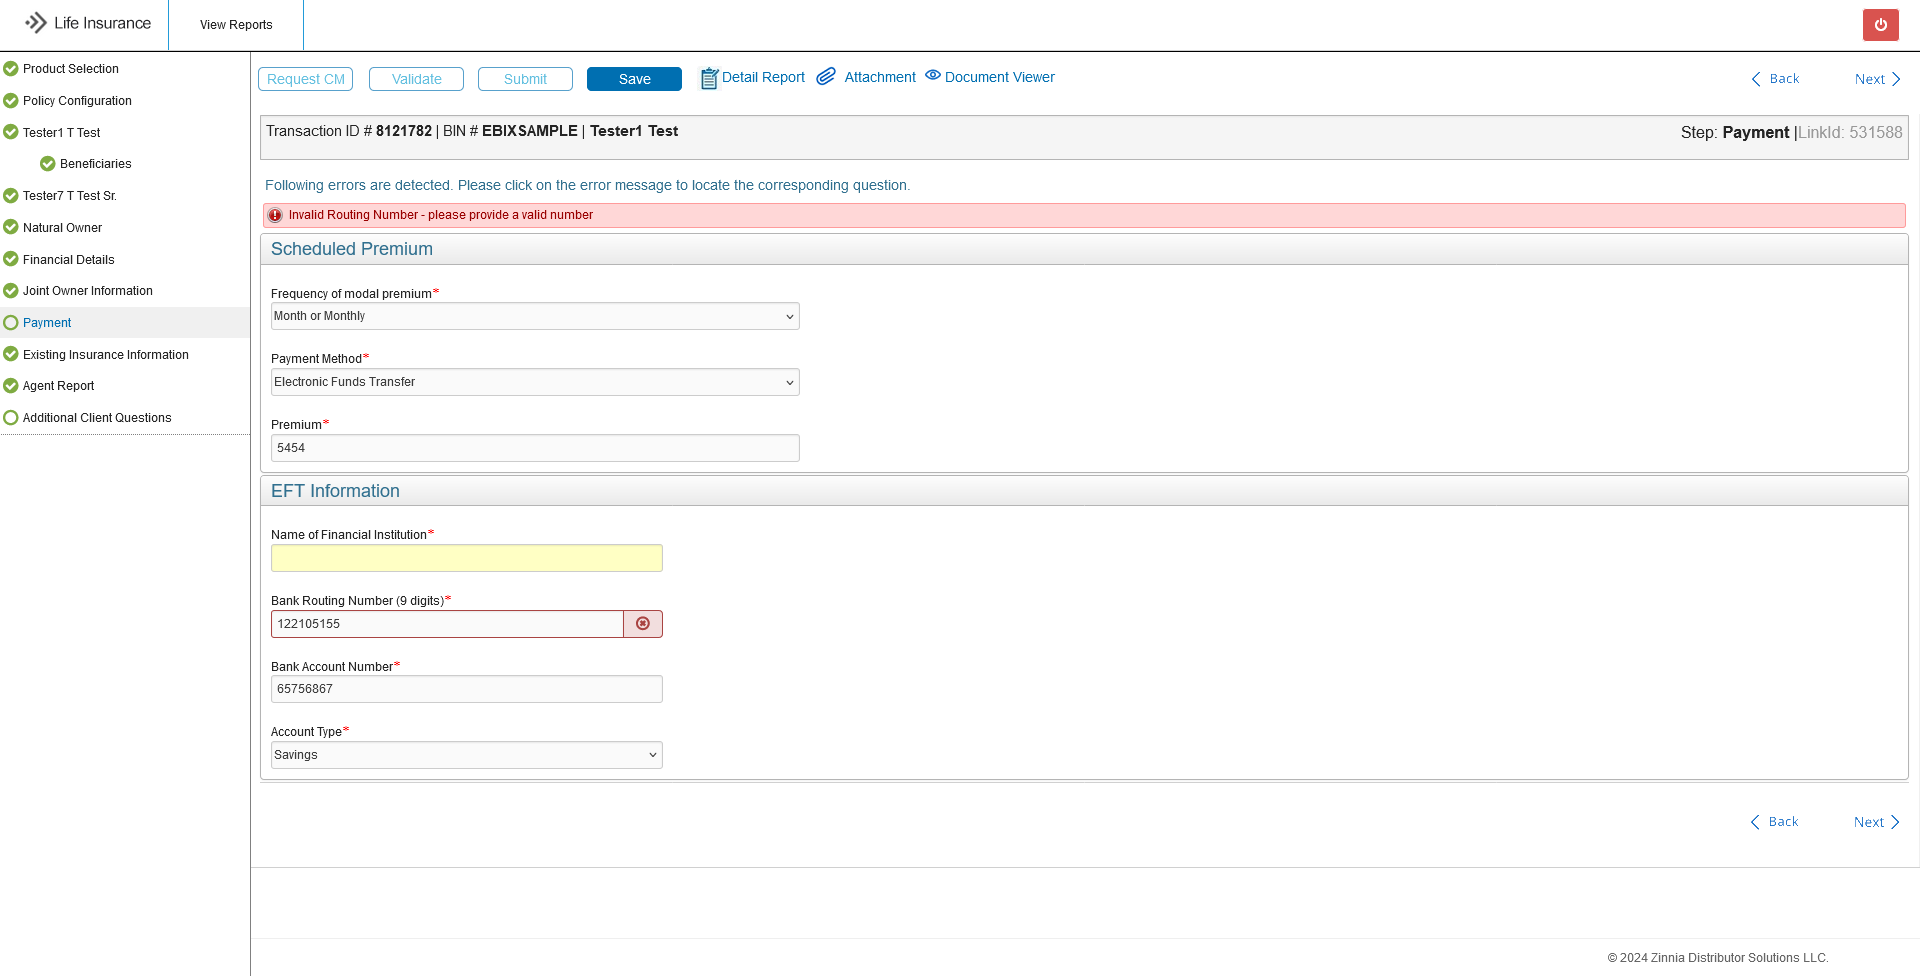 Life Insurance
View Reports
Product Selection
Policy Configuration
Tester1 T Test
Beneficiaries
Tester7 T Test Sr.
Natural Owner
Financial Details
Joint Owner Information
Payment
Existing Insurance Information
Agent Report
Additional Client Questions
Request CM Validate Submit Save Detail Report Attachment Document Viewer Back Next
Transaction ID # 8121782 | BIN # EBIXSAMPLE | Tester1 Test
Step: Payment |LinkId: 531588
Following errors are detected. Please click on the error message to locate the corresponding question.
Invalid Routing Number - please provide a valid number
Scheduled Premium
Frequency of modal premium*
Month or Monthly
Payment Method*
Electronic Funds Transfer
Premium*
5454
EFT Information
Name of Financial Institution*
Bank Routing Number (9 digits)*
122105155
Bank Account Number*
65756867
Account Type*
Savings
Back Next
© 2024 Zinnia Distributor Solutions LLC.